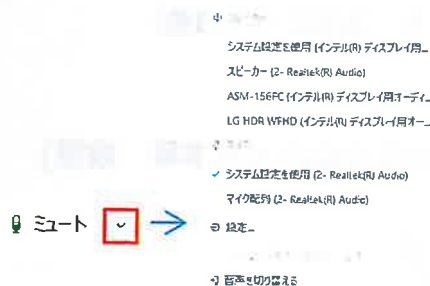 システム設定を使用 (インテル(R) ディスプレイ用...
スピーカー (2- Realtek(R) Audio)
ASM-156FC (インテル(R) ディスプレイ用オーディ...
LG HDR WFHD (インテル(R) ディスプレイ用オー...
システム設定を使用 (2- Realtek(R) Audio)
マイク配列 (2- Realtek(R) Audio)
ミュート
設定...
音声を切り替える